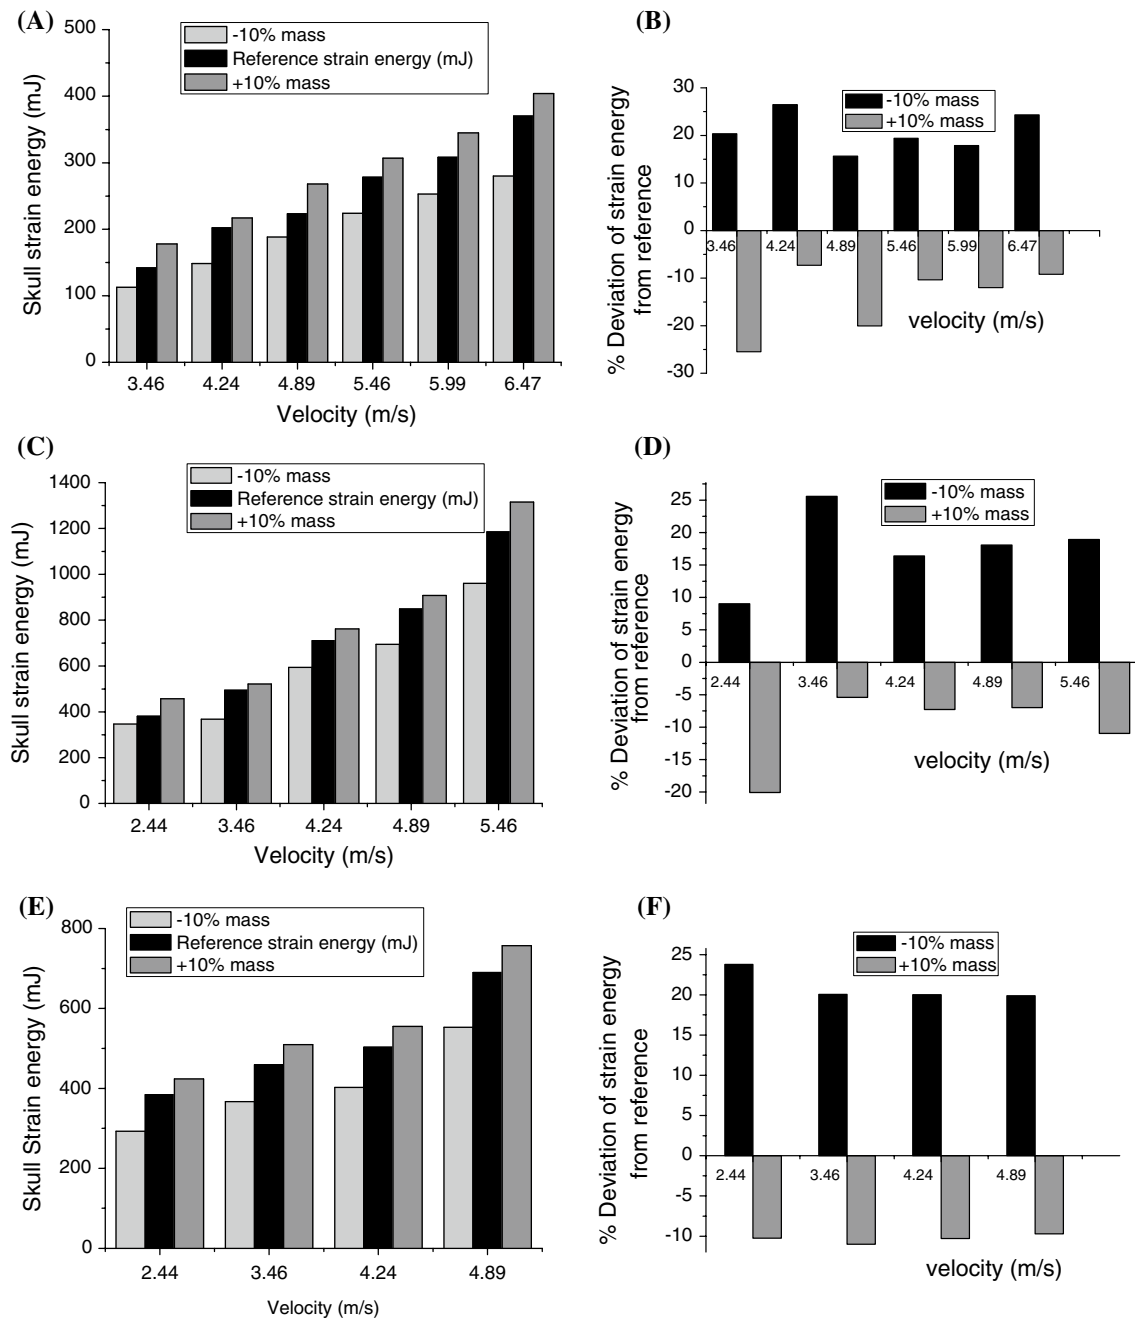 (A)
500
400
300
200
100
0
Skull strain energy (mJ)
-10% mass
Reference strain energy (mJ)
+10% mass
3.46 4.24 4.89 5.46 5.99 6.47
Velocity (m/s)
(B)
30
20
10
0
-10
-20
-30
% Deviation of strain energy
from reference
-10% mass
+10% mass
3.46 4.24 4.89 5.46 5.99 6.47
velocity (m/s)
(C)
1400
1200
1000
800
600
400
200
0
Skull strain energy (mJ)
-10% mass
Reference strain energy (mJ)
+10% mass
2.44 3.46 4.24 4.89 5.46
Velocity (m/s)
(D)
25
20
15
10
5
0
-5
-10
-15
-20
% Deviation of strain energy
from reference
-10% mass
+10% mass
2.44 3.46 4.24 4.89 5.46
velocity (m/s)
(E)
800
600
400
200
0
Skull Strain energy (mJ)
-10% mass
Reference strain energy (mJ)
+10% mass
2.44 3.46 4.24 4.89
Velocity (m/s)
(F)
25
20
15
10
5
0
-5
-10
% Deviation of strain energy
from reference
-10% mass
+10% mass
2.44 3.46 4.24 4.89
velocity (m/s)